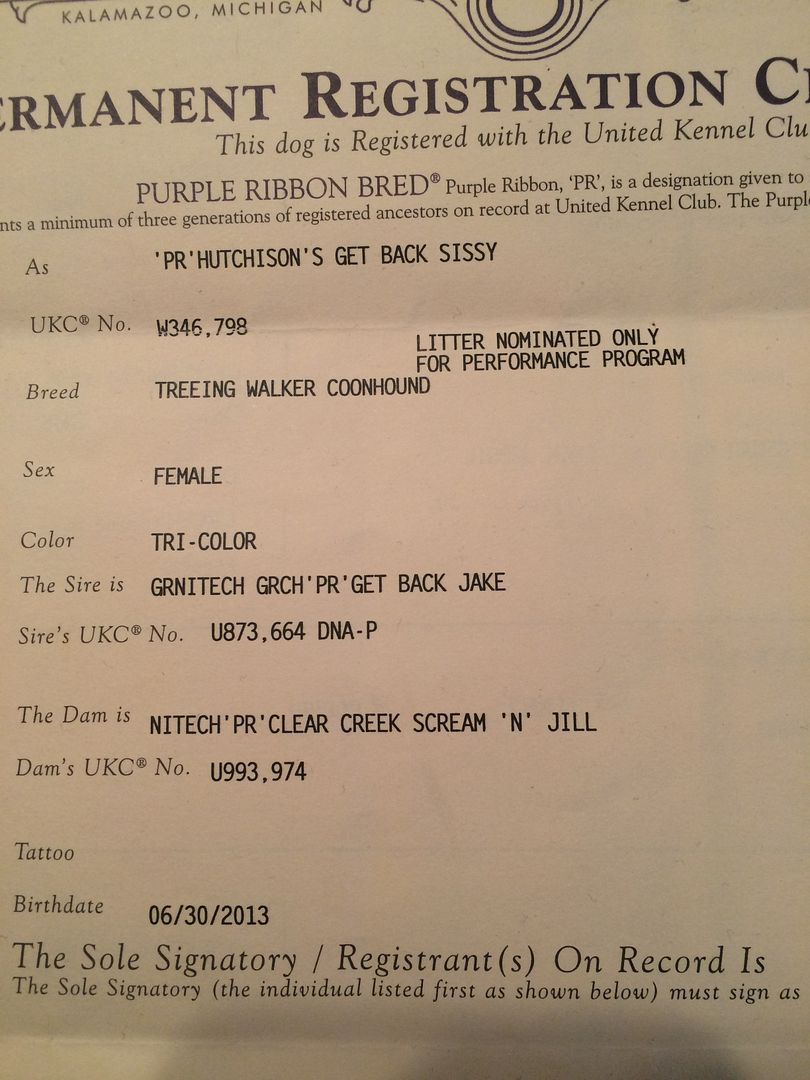 KALAMAZOO, MICHIGAN
ERMANENT REGISTRATION C
This dog is Registered with the United Kennel Clu
PURPLE RIBBON BRED® Purple Ribbon, 'PR', is a designation given to
nts a minimum of three generations of registered ancestors on record at United Kennel Club. The Purpl
As 'PR'HUTCHISON'S GET BACK SISSY
UKC® No. W346,798
LITTER NOMINATED ONLY
FOR PERFORMANCE PROGRAM
Breed TREEING WALKER COONHOUND
Sex FEMALE
Color TRI-COLOR
The Sire is GRNITECH GRCH'PR'GET BACK JAKE
Sire's UKC® No. U873,664 DNA-P
The Dam is NITECH'PR'CLEAR CREEK SCREAM 'N' JILL
Dam's UKC® No. U993,974
Tattoo
Birthdate 06/30/2013
The Sole Signatory / Registrant(s) On Record Is
The Sole Signatory (the individual listed first as shown below) must sign as